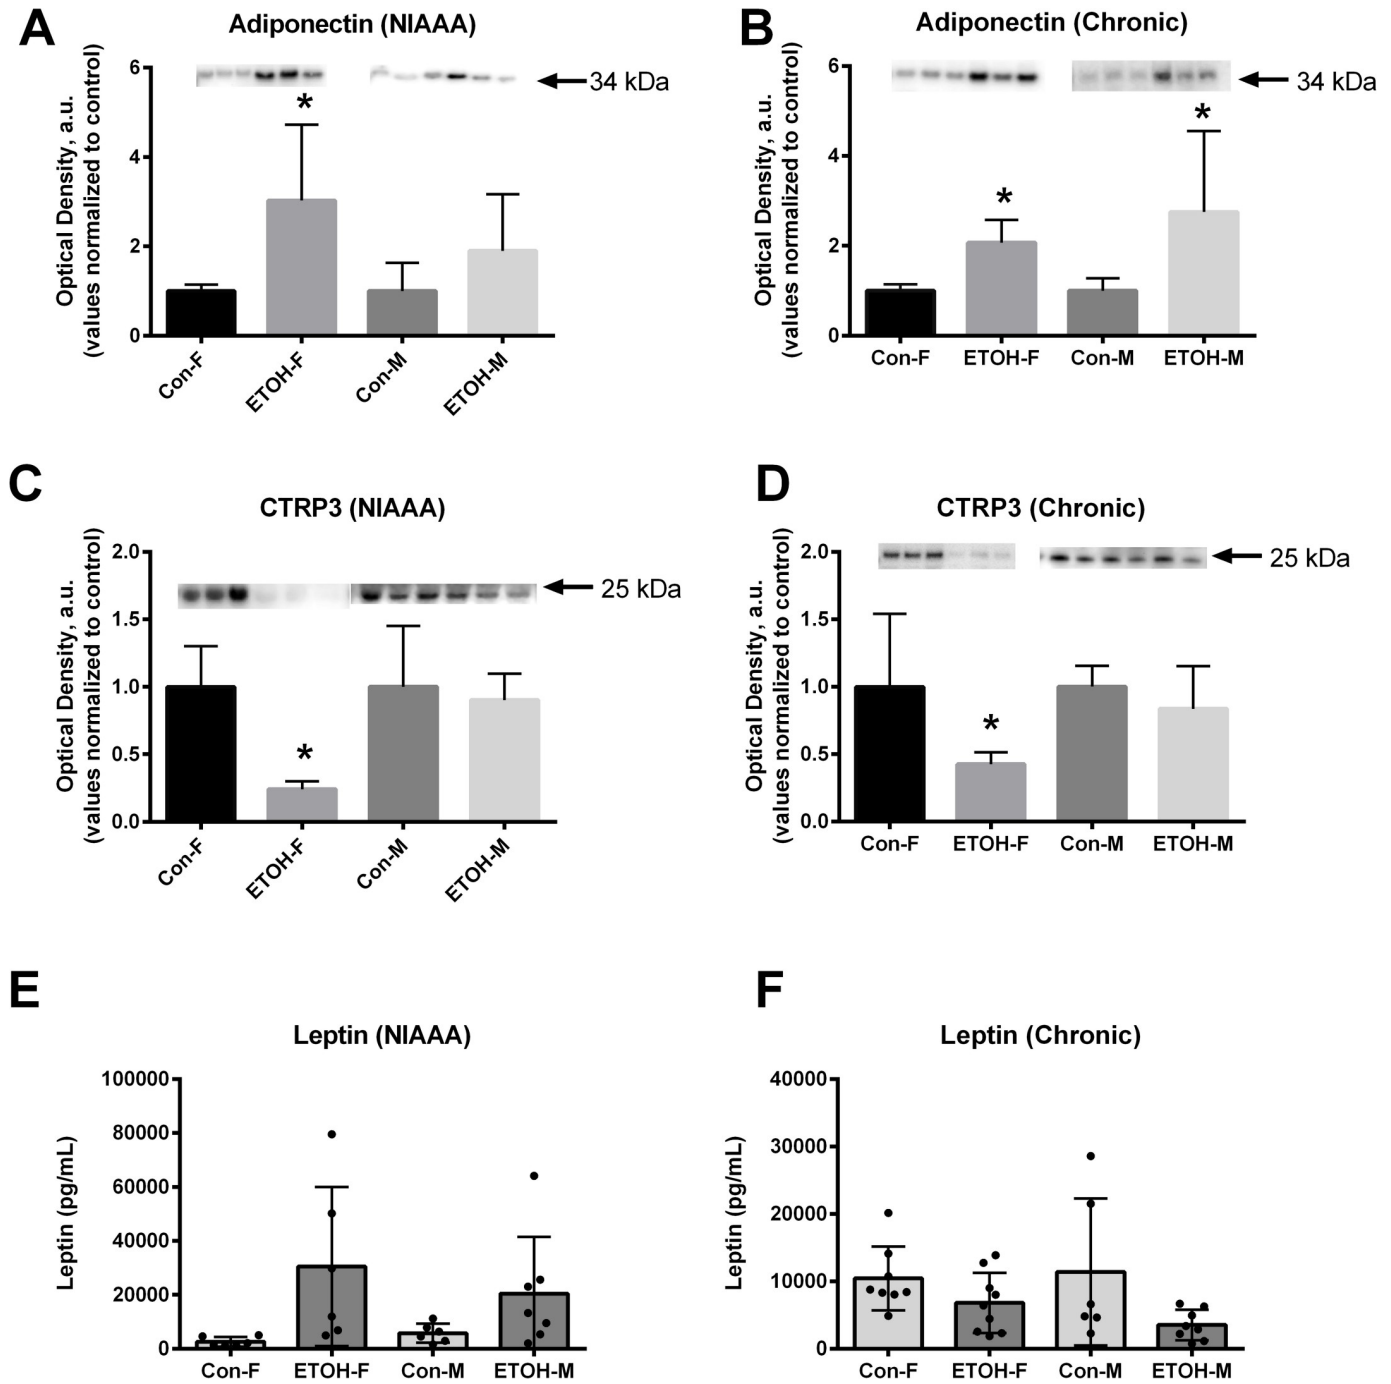 A
Adiponectin (NIAAA)
Optical Density, a.u.
(values normalized to control)
6
4
2
0
*
34 kDa
Con-F
ETOH-F
Con-M
ETOH-M
B
Adiponectin (Chronic)
Optical Density, a.u.
(values normalized to control)
6
4
2
0
*
*
34 kDa
Con-F
ETOH-F
Con-M
ETOH-M
C
CTRP3 (NIAAA)
Optical Density, a.u.
(values normalized to control)
2.0
1.5
1.0
0.5
0.0
*
25 kDa
Con-F
ETOH-F
Con-M
ETOH-M
D
CTRP3 (Chronic)
Optical Density, a.u.
(values normalized to control)
2.0
1.5
1.0
0.5
0.0
*
25 kDa
Con-F
ETOH-F
Con-M
ETOH-M
E
Leptin (NIAAA)
Leptin (pg/mL)
100000
80000
60000
40000
20000
0
Con-F
ETOH-F
Con-M
ETOH-M
F
Leptin (Chronic)
Leptin (pg/mL)
40000
30000
20000
10000
0
Con-F
ETOH-F
Con-M
ETOH-M